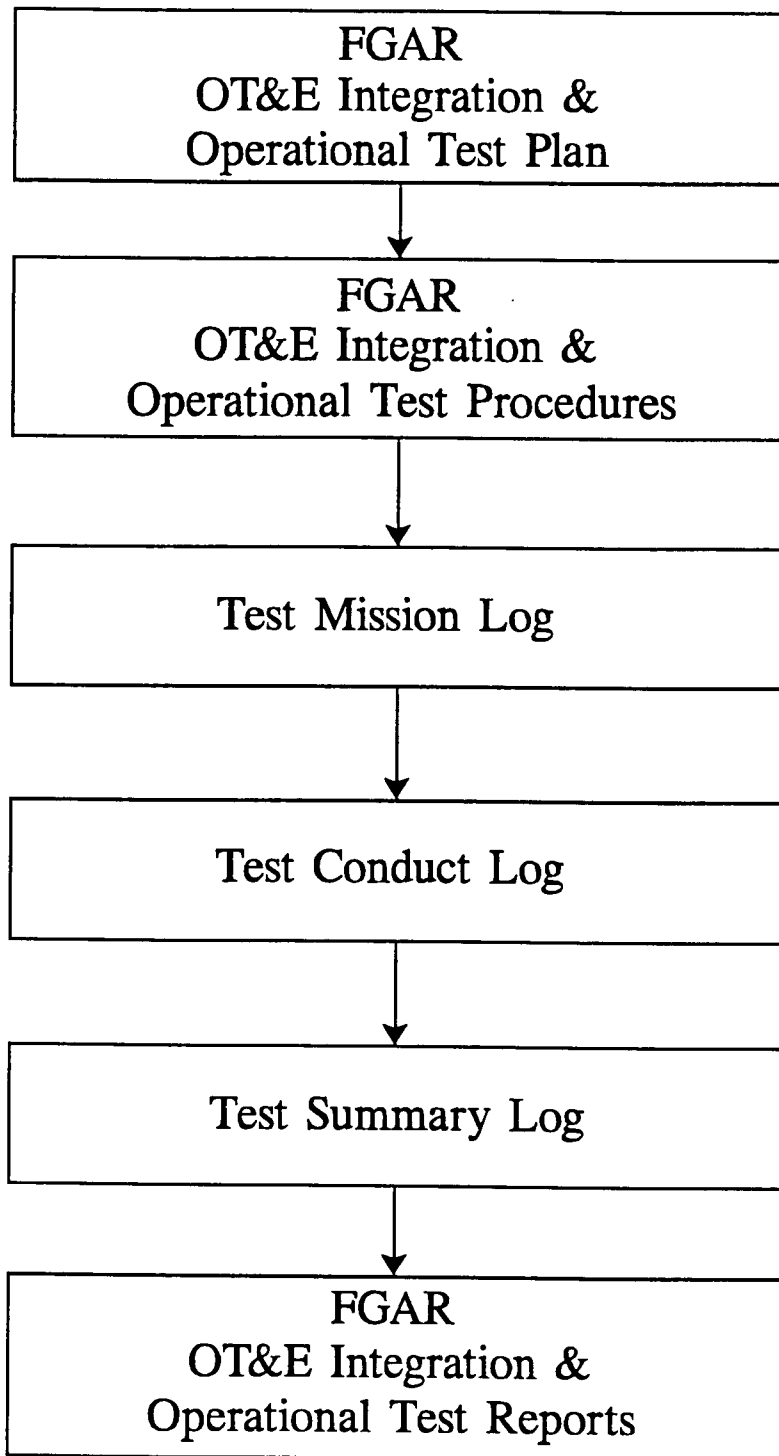 FGAR
OT&E Integration &
Operational Test Plan
FGAR
OT&E Integration &
Operational Test Procedures
Test Mission Log
Test Conduct Log
Test Summary Log
FGAR
OT&E Integration &
Operational Test Reports